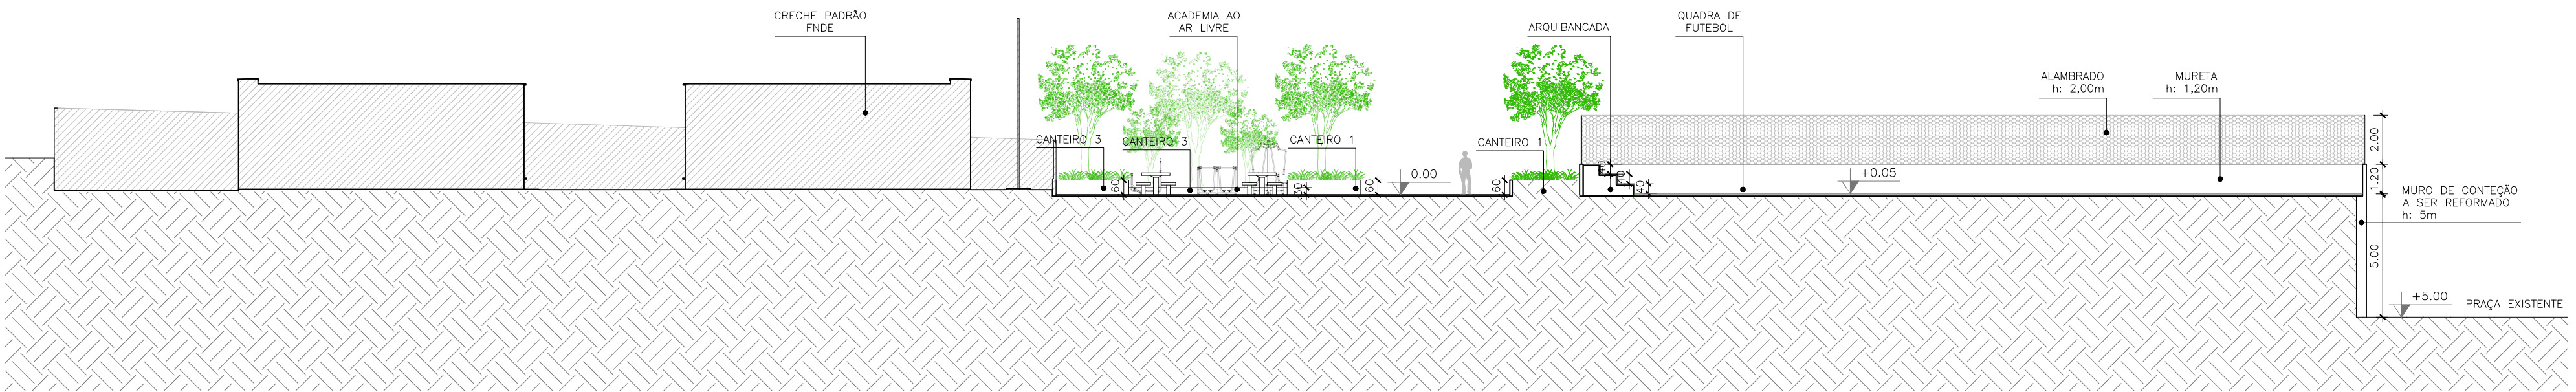 CRECHE PADRÃO
FNDE
ACADEMIA AO
AR LIVRE
ARQUIBANCADA
QUADRA DE
FUTEBOL
ALAMBRADO
h: 2,00m
MURETA
h: 1,20m
CANTEIRO 3
CANTEIRO 3
CANTEIRO 1
CANTEIRO 1
2.00
1.20
5.00
60
30
60
0.00
60
40
40
+0.05
MURO DE CONTEÇÃO
A SER REFORMADO
h: 5m
+5.00
PRAÇA EXISTENTE